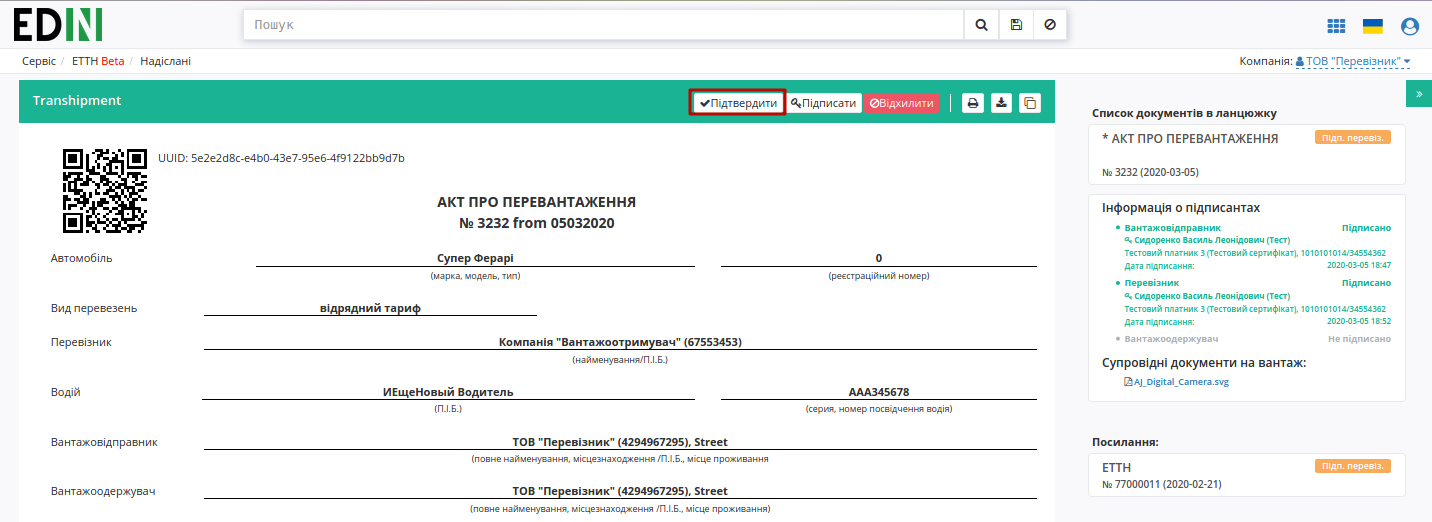 EDIN
Пошук
Сервіс / ЕТТН Beta / Надіслані
Компанія: ТОВ "Перевізник"
Transhipment
Підтвердити
Підписати
Відхилити
»
UUID: 5e2e2d8c-e4b0-43e7-95e6-4f9122bb9d7b
АКТ ПРО ПЕРЕВАНТАЖЕННЯ
№ 3232 from 05032020
Автомобіль
Супер Ферарі
0
(марка, модель, тип)
(реєстраційний номер)
Вид перевезень
відрядний тариф
Перевізник
Компанія "Вантажоотримувач" (67553453)
(найменування/П.І.Б.)
Водій
ИЕщеНовый Водитель
ААА345678
(П.І.Б.)
(серия, номер посвідчення водія)
Вантажовідправник
ТОВ "Перевізник" (4294967295), Street
(повне найменування, місцезнаходження /П.І.Б., місце проживання
Вантажоодержувач
ТОВ "Перевізник" (4294967295), Street
(повне найменування, місцезнаходження /П.І.Б., місце проживання)
Список документів в ланцюжку
* АКТ ПРО ПЕРЕВАНТАЖЕННЯ
Підп. перевіз.
№ 3232 (2020-03-05)
Інформація о підписантах
Вантажовідправник Підписано
Сидоренко Василь Леонідович (Тест)
Тестовий платник 3 (Тестовий сертифікат), 1010101014/34554362
Дата підписання: 2020-03-05 18:47
Перевізник Підписано
Сидоренко Василь Леонідович (Тест)
Тестовий платник 3 (Тестовий сертифікат), 1010101014/34554362
Дата підписання: 2020-03-05 18:52
Вантажоодержувач Не підписано
Супровідні документи на вантаж:
AJ_Digital_Camera.svg
Посилання:
ЕТТН
Підп. перевіз.
№ 77000011 (2020-02-21)